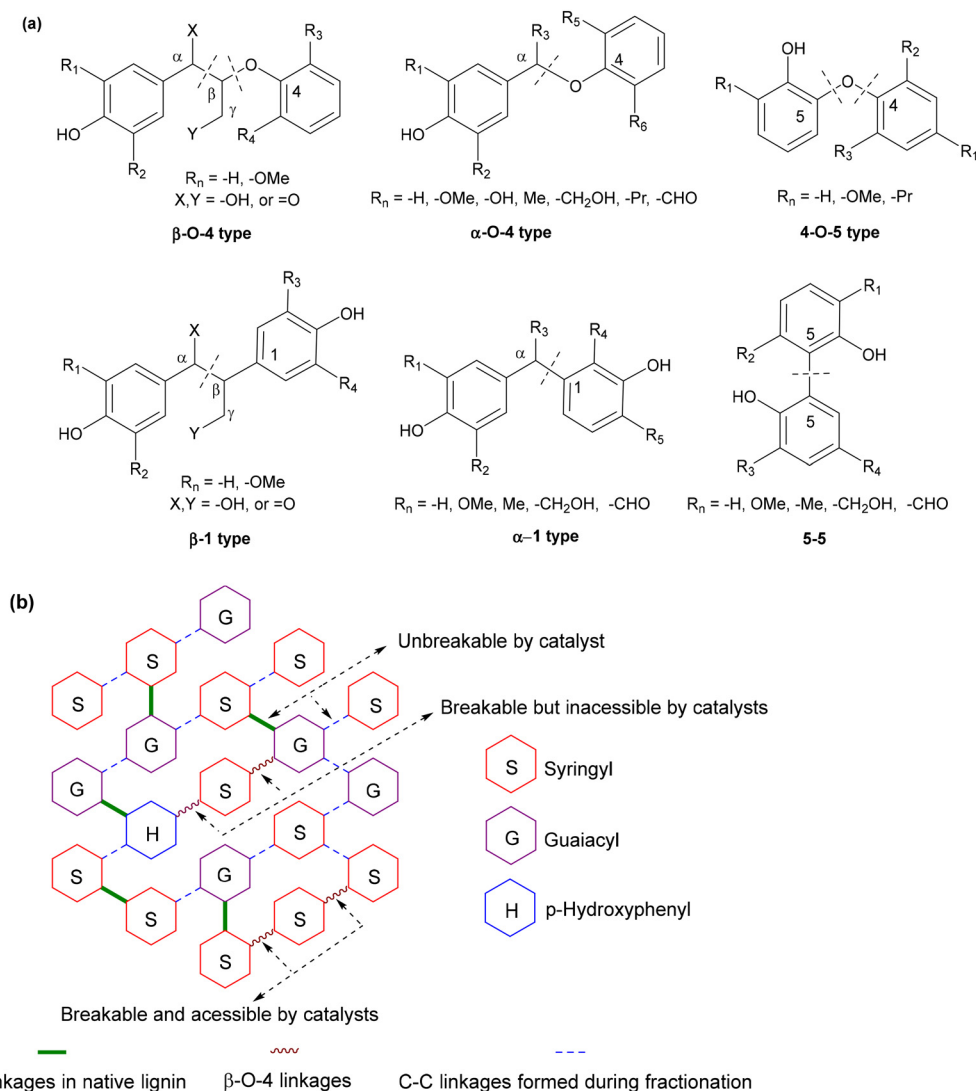 (a)
X
α
R1
β
O
R3
4
γ
HO
Y
R4
R2
Rn = -H, -OMe
X,Y = -OH, or =O
β-O-4 type
R5
R3
α
R1
4
O
R6
HO
R2
Rn = -H, -OMe, -OH, Me, -CH2OH, -Pr, -CHO
α-O-4 type
OH
R2
R1
O
5
4
R3
R1
Rn = -H, -OMe, -Pr
4-O-5 type
R3
OH
X
α
1
R1
β
R4
γ
HO
Y
R2
Rn = -H, -OMe
X,Y = -OH, or =O
β-1 type
R3
R4
α
OH
R1
1
HO
R5
R2
Rn = -H, OMe, Me, -CH2OH, -CHO
α–1 type
R1
5
R2
OH
HO
5
R3
R4
Rn = -H, OMe, -Me, -CH2OH, -CHO
5-5
(b)
G
Unbreakable by catalyst
S
S
S
S
S
Breakable but inacessible by catalysts
G
G
S Syringyl
G
S
G
H
S
G Guaiacyl
S
G
S
S
S
H p-Hydroxyphenyl
S
Breakable and acessible by catalysts
nkages in native lignin
β-O-4 linkages
C-C linkages formed during fractionation